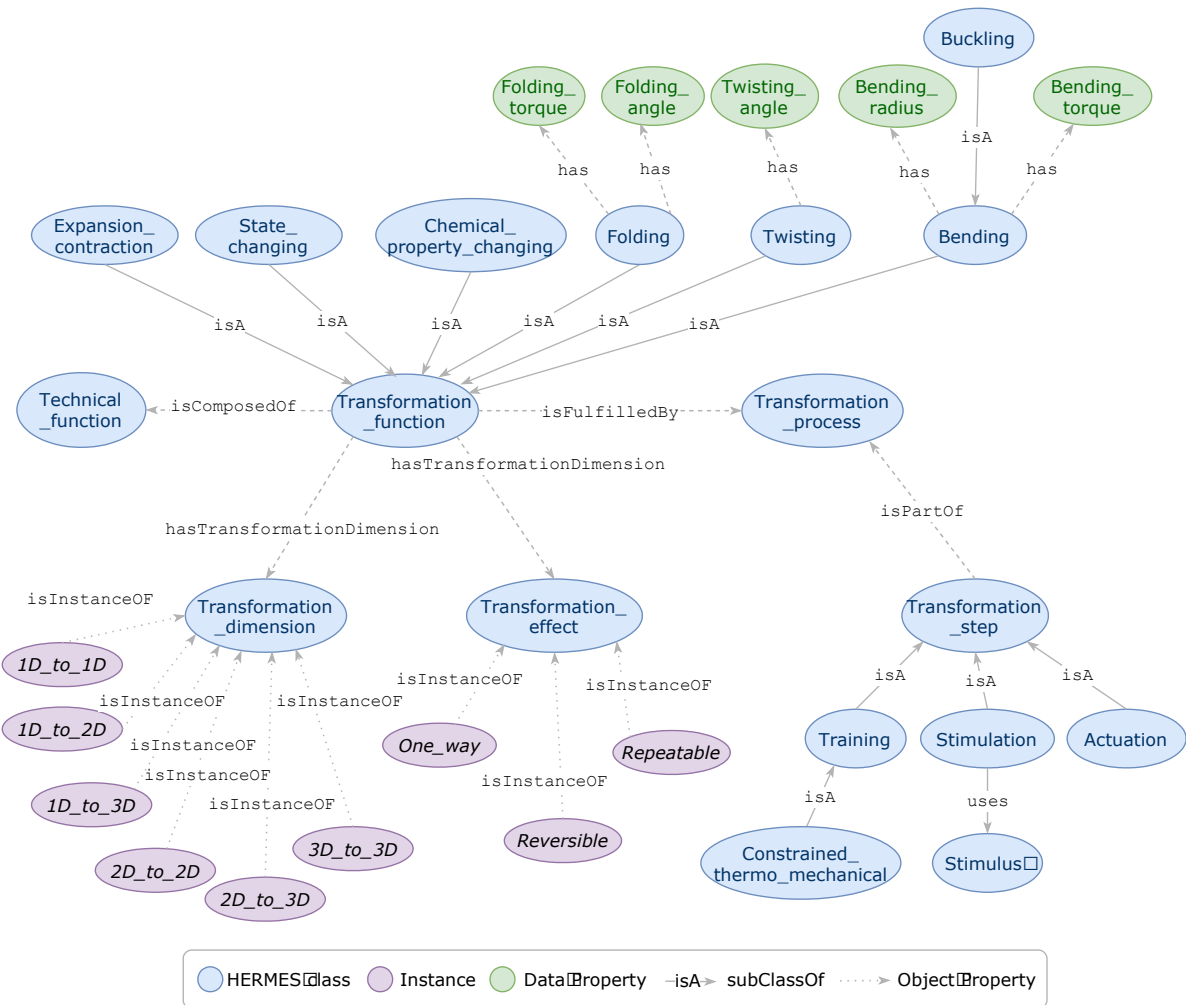 Buckling
Folding_
torque
Folding_
angle
Twisting_
angle
Bending_
radius
Bending_
torque
isA
has
has
has
has
has
Expansion_
contraction
State_
changing
Chemical_
property_changing
Folding
Twisting
Bending
isA
isA
isA
isA
isA
isA
Technical
_function
isComposedOf
Transformation
_function
isFulfilledBy
Transformation
_process
hasTransformationDimension
hasTransformationDimension
isPartOf
isInstanceOF
Transformation
_dimension
Transformation_
effect
Transformation
_step
1D_to_1D
isInstanceOF
isInstanceOF
isInstanceOF
isInstanceOF
isA
isA
isA
1D_to_2D
isInstanceOF
One_way
Repeatable
Training
Stimulation
Actuation
isInstanceOF
isInstanceOF
isInstanceOF
1D_to_3D
isA
uses
2D_to_2D
2D_to_3D
3D_to_3D
Reversible
Constrained_
thermo_mechanical
Stimulus□
HERMES□class Instance Data□Property isA subClassOf Object□Property